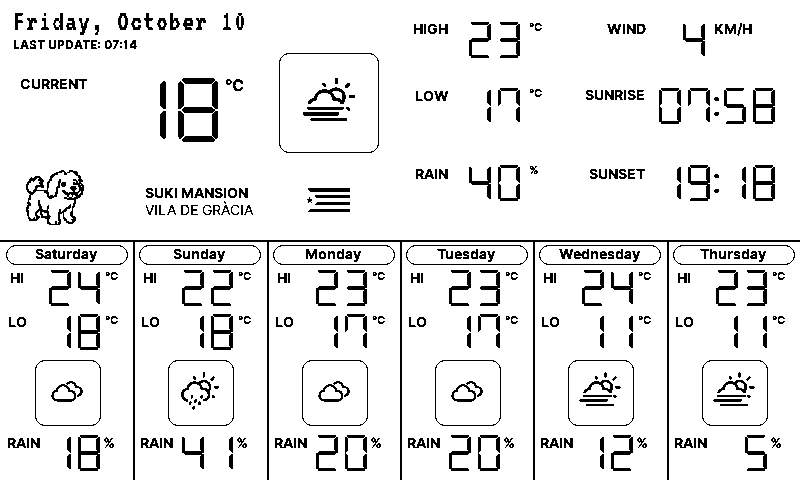 Friday, October 10
LAST UPDATE: 07:14
CURRENT 18 °C
HIGH 23 °C
LOW 17 °C
RAIN 40 %
WIND 4 KM/H
SUNRISE 07:58
SUNSET 19:18
SUKI MANSION
VILA DE GRÀCIA
Saturday
HI 24 °C
LO 18 °C
RAIN 18 %
Sunday
HI 22 °C
LO 18 °C
RAIN 41 %
Monday
HI 23 °C
LO 17 °C
RAIN 20 %
Tuesday
HI 23 °C
LO 17 °C
RAIN 20 %
Wednesday
HI 24 °C
LO 11 °C
RAIN 12 %
Thursday
HI 23 °C
LO 11 °C
RAIN 5 %